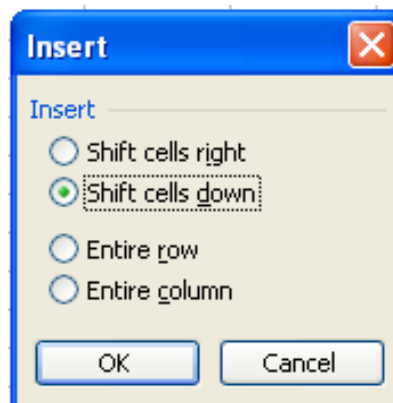 Insert
Insert
Shift cells right
Shift cells down
Entire row
Entire column
OK
Cancel